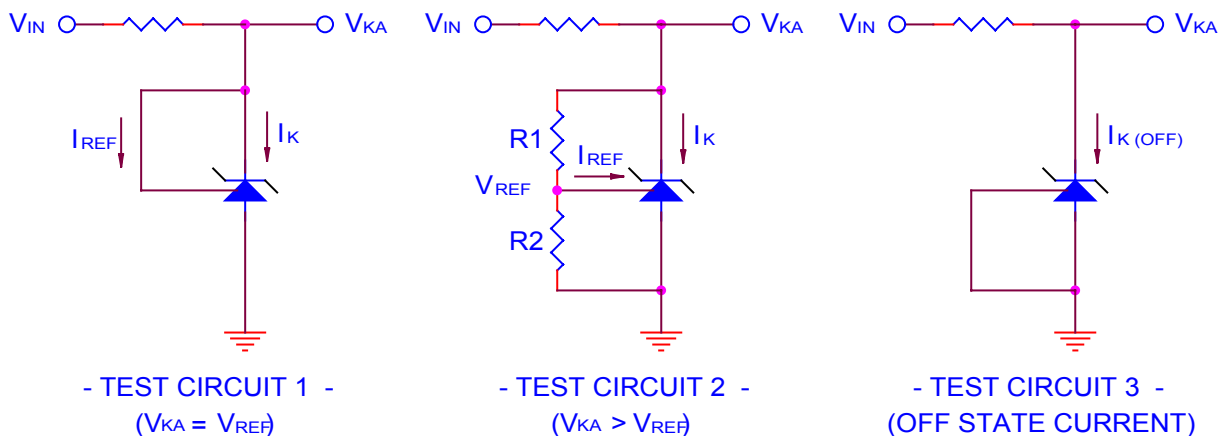 VIN VKA VIN VKA VIN VKA
IREF IK R1 IREF IK IK (OFF)
VREF
R2
- TEST CIRCUIT 1 - - TEST CIRCUIT 2 - - TEST CIRCUIT 3 -
(VKA = VREF) (VKA > VREF) (OFF STATE CURRENT)